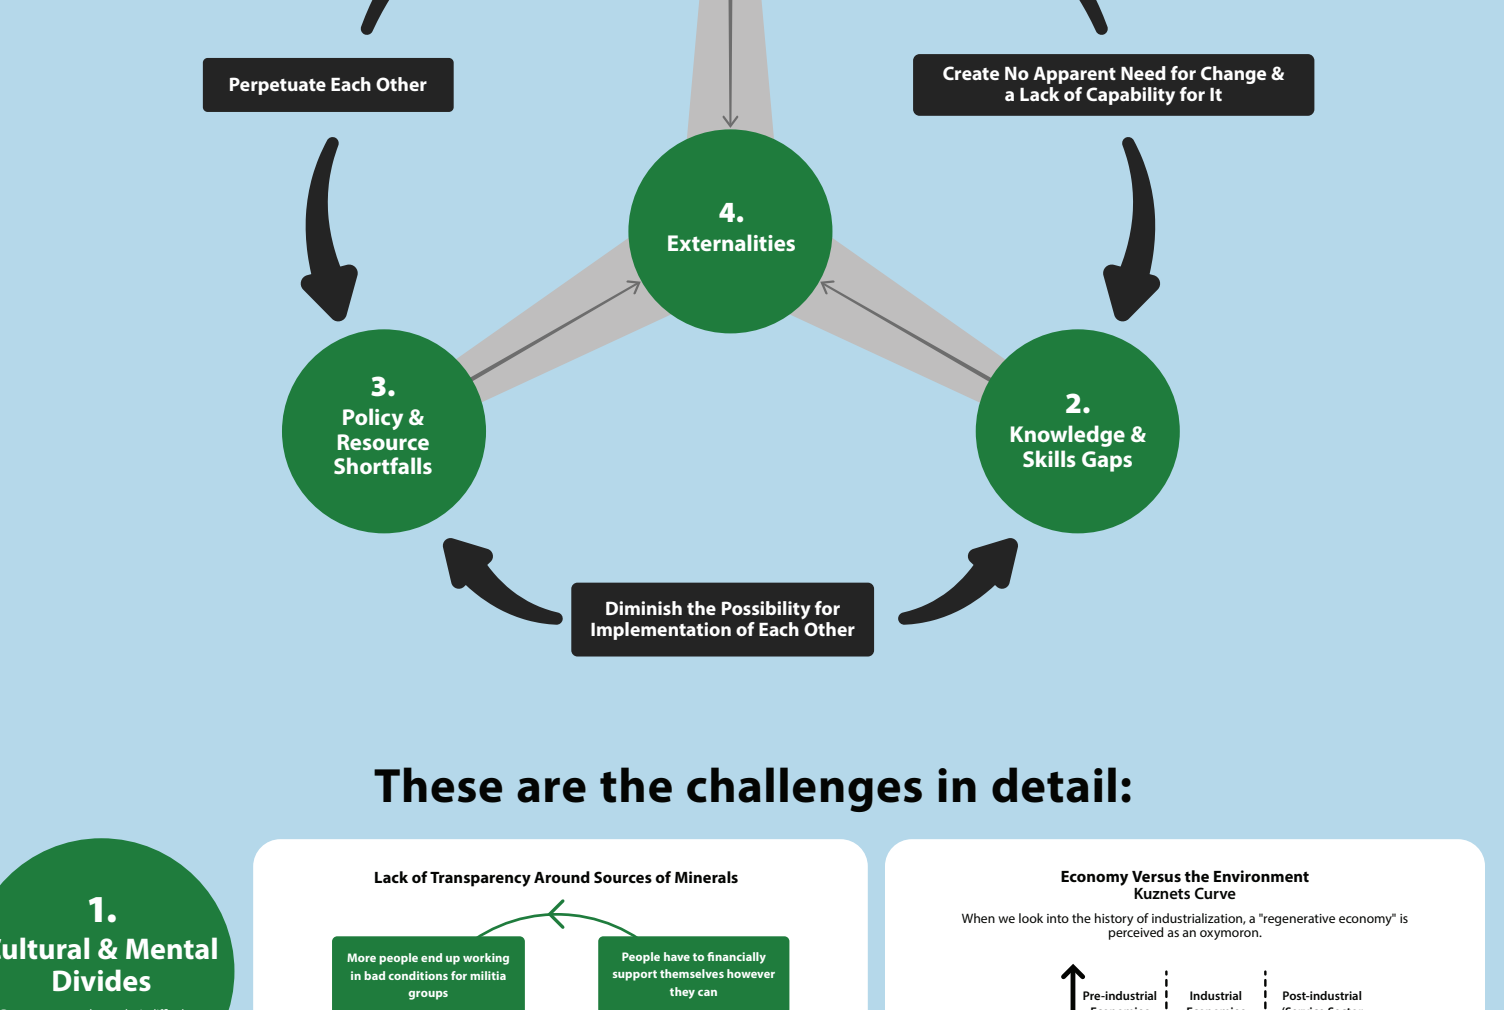 Perpetuate Each Other
Create No Apparent Need for Change &
a Lack of Capability for It
4.
Externalities
3.
Policy &
Resource
Shortfalls
2.
Knowledge &
Skills Gaps
Diminish the Possibility for
Implementation of Each Other
These are the challenges in detail:
1.
ultural & Mental
Divides
Lack of Transparency Around Sources of Minerals
More people end up working
in bad conditions for militia
groups
People have to financially
support themselves however
they can
Economy Versus the Environment
Kuznets Curve
When we look into the history of industrialization, a "regenerative economy" is
perceived as an oxymoron.
Pre-industrial
Industrial
Post-industrial